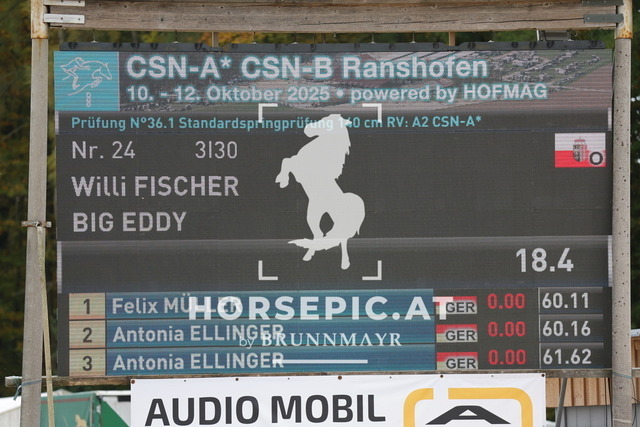 CSN-A* CSN-B Ranshofen
10. - 12. Oktober 2025 • powered by HOFMAG
Prüfung N°36.1 Standardspringprüfung 140 cm RV: A2 CSN-A*
Nr. 24 3I30
Willi FISCHER
BIG EDDY
18.4
1 Felix GER 0.00 60.11
HORSEPIC.AT
2 Antonia ELLINGER GER 0.00 60.16
by BRUNNMAYR
3 Antonia ELLINGER GER 0.00 61.62
AUDIO MOBIL